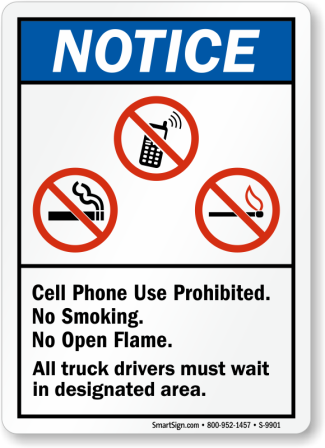 NOTICE
Cell Phone Use Prohibited.
No Smoking.
No Open Flame.
All truck drivers must wait
in designated area.
SmartSign.com • 800-952-1457 • S-9901